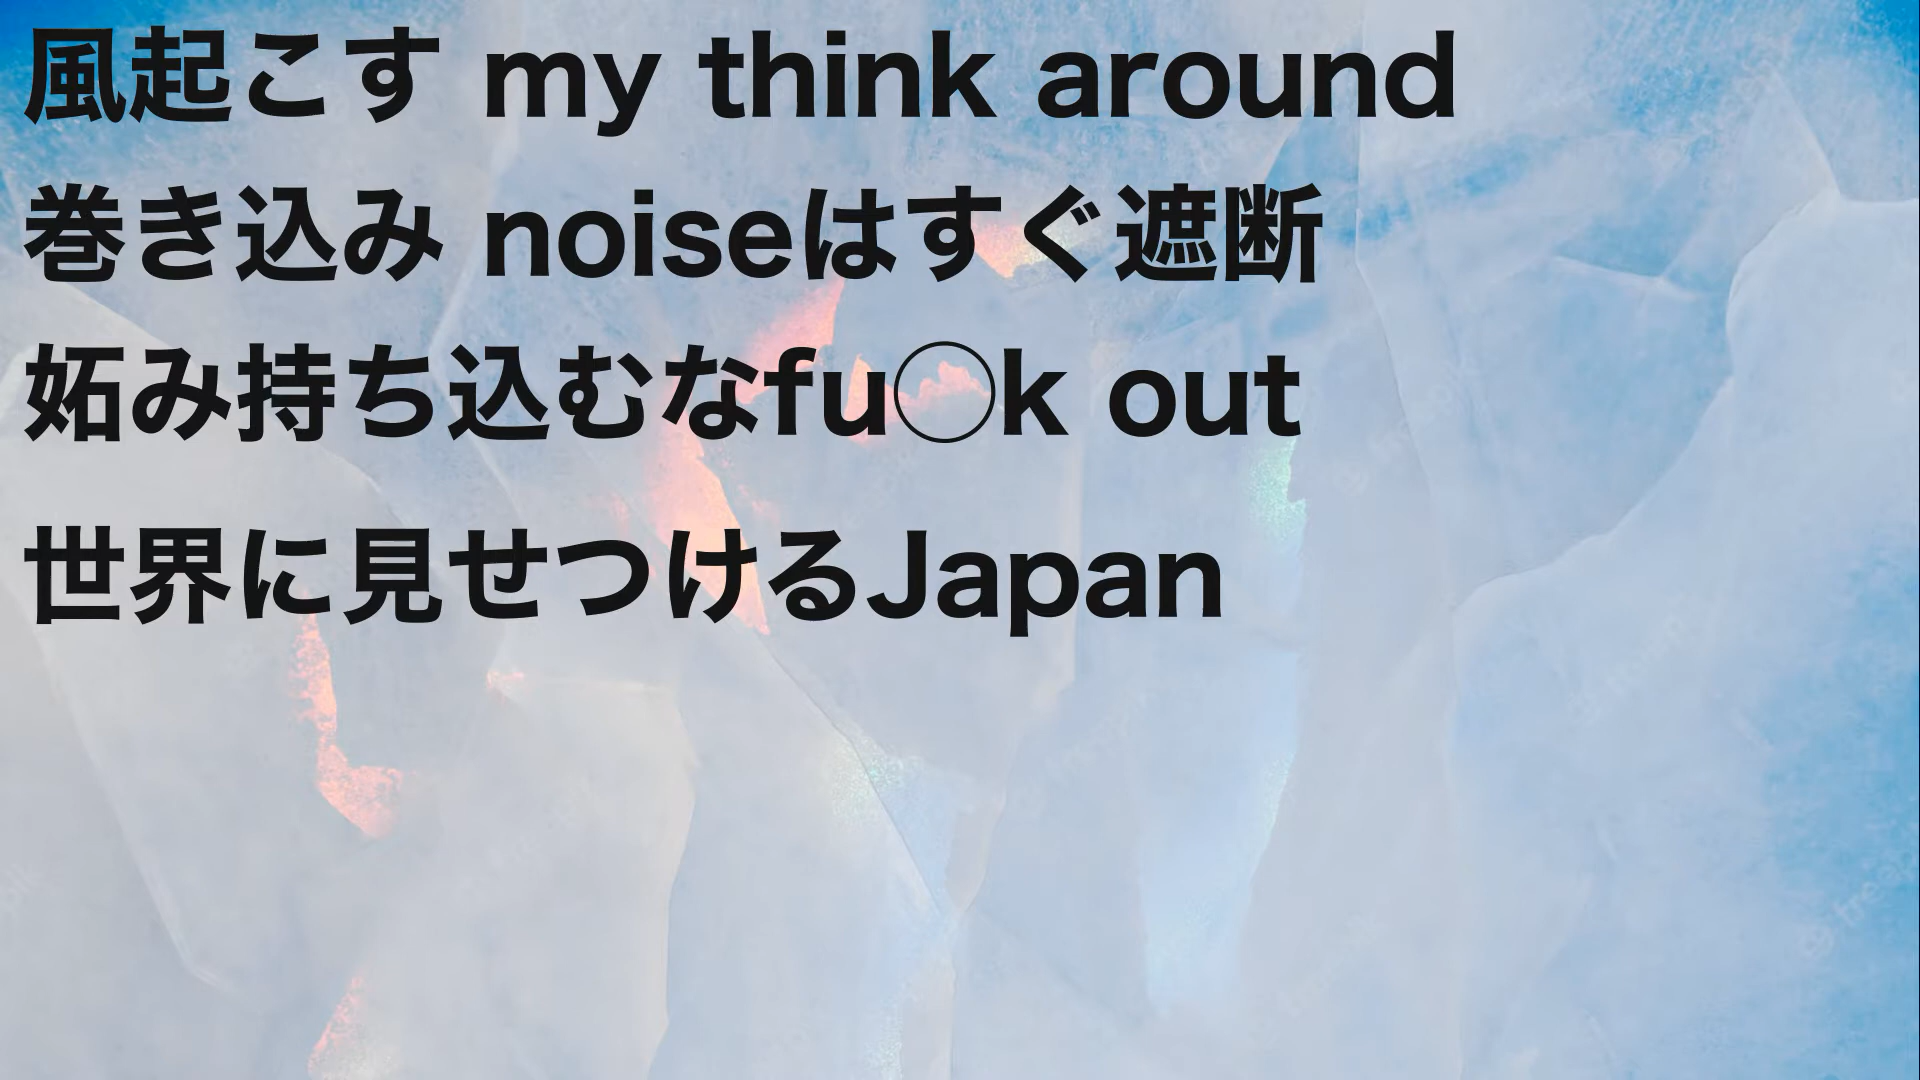 風起こす my think around
巻き込み noiseはすぐ遮断
妬み持ち込むなfu◯k out
世界に見せつけるJapan